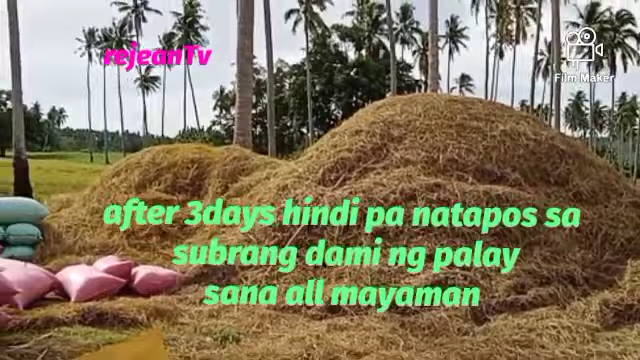 rejeanTv
Film Maker
after 3days hindi pa natapos sa
subrang dami ng palay
sana all mayaman